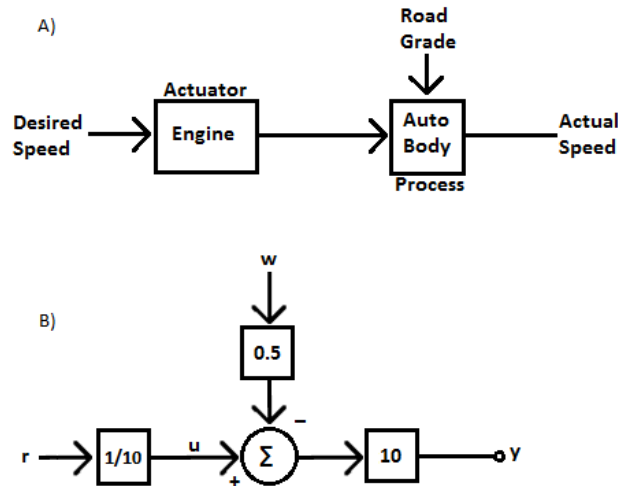 A)
Road
Grade
Actuator
Desired
Speed
Engine
Auto
Body
Actual
Speed
Process
w
B)
0.5
–
r
1/10
u
+
Σ
10
y